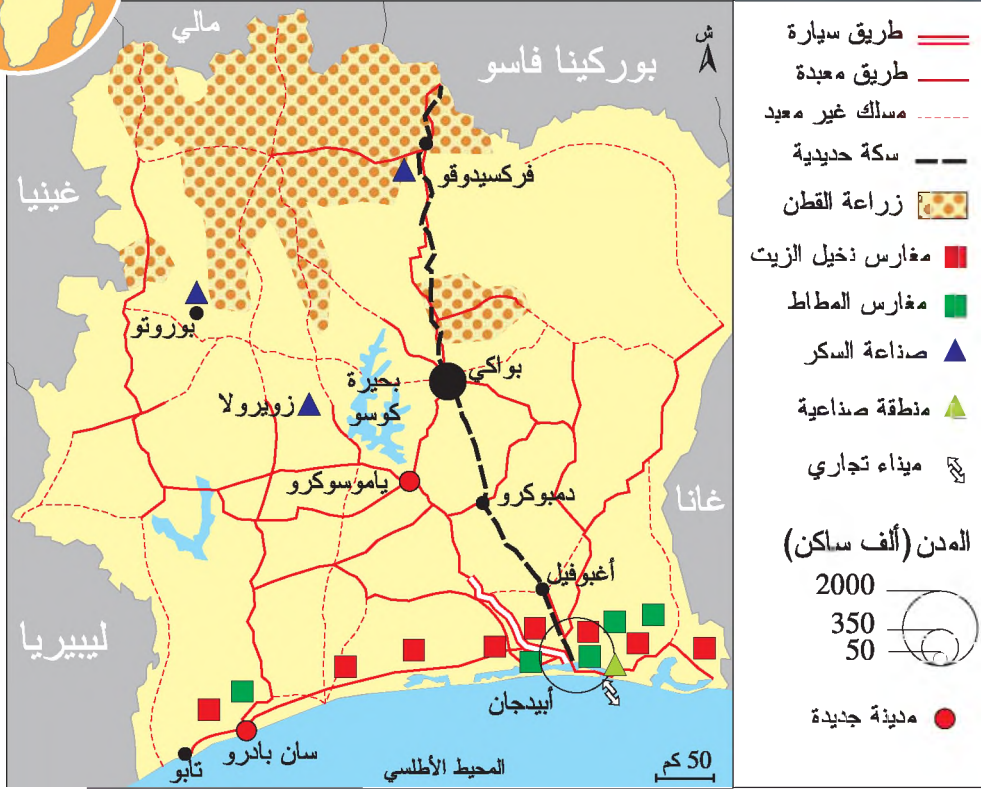 مالي
بوركينا فاسو
ش
غينيا
فركسيدوقو
بوروتو
زويرولا
بحيرة
كوسو
بواكي
ياموسوكرو
دمبوكرو
غانا
أغبوفيل
ليبيريا
أبيدجان
سان بادرو
تابو
المحيط الأطلسي
50 كم
طريق سيارة
طريق معبدة
مسلك غير معبد
سكة حديدية
زراعة القطن
مغارس نخيل الزيت
مغارس المطاط
صناعة السكر
منطقة صناعية
ميناء تجاري
المدن (ألف ساكن)
2000
350
50
مدينة جديدة